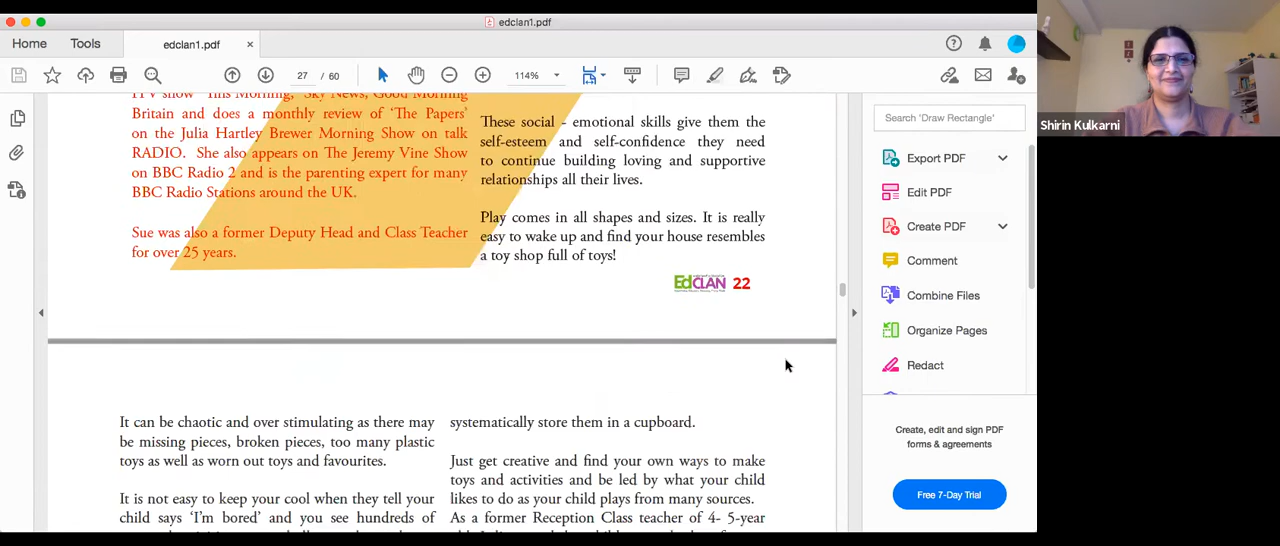 edclan1.pdf
Home
Tools
edclan1.pdf
×
27 / 60
114%
Search 'Draw Rectangle'
Export PDF
Edit PDF
Create PDF
Comment
Combine Files
Organize Pages
Redact
Create, edit and sign PDF
forms & agreements
Free 7-Day Trial
Shirin Kulkarni
ITV show 'This Morning,' Sky News, Good Morning
Britain and does a monthly review of 'The Papers'
on the Julia Hartley Brewer Morning Show on talk
RADIO. She also appears on The Jeremy Vine Show
on BBC Radio 2 and is the parenting expert for many
BBC Radio Stations around the UK.
Sue was also a former Deputy Head and Class Teacher
for over 25 years.
These social - emotional skills give them the
self-esteem and self-confidence they need
to continue building loving and supportive
relationships all their lives.
Play comes in all shapes and sizes. It is really
easy to wake up and find your house resembles
a toy shop full of toys!
EdCLAN 22
It can be chaotic and over stimulating as there may
be missing pieces, broken pieces, too many plastic
toys as well as worn out toys and favourites.
It is not easy to keep your cool when they tell your
child says 'I'm bored' and you see hundreds of
systematically store them in a cupboard.
Just get creative and find your own ways to make
toys and activities and be led by what your child
likes to do as your child plays from many sources.
As a former Reception Class teacher of 4- 5-year